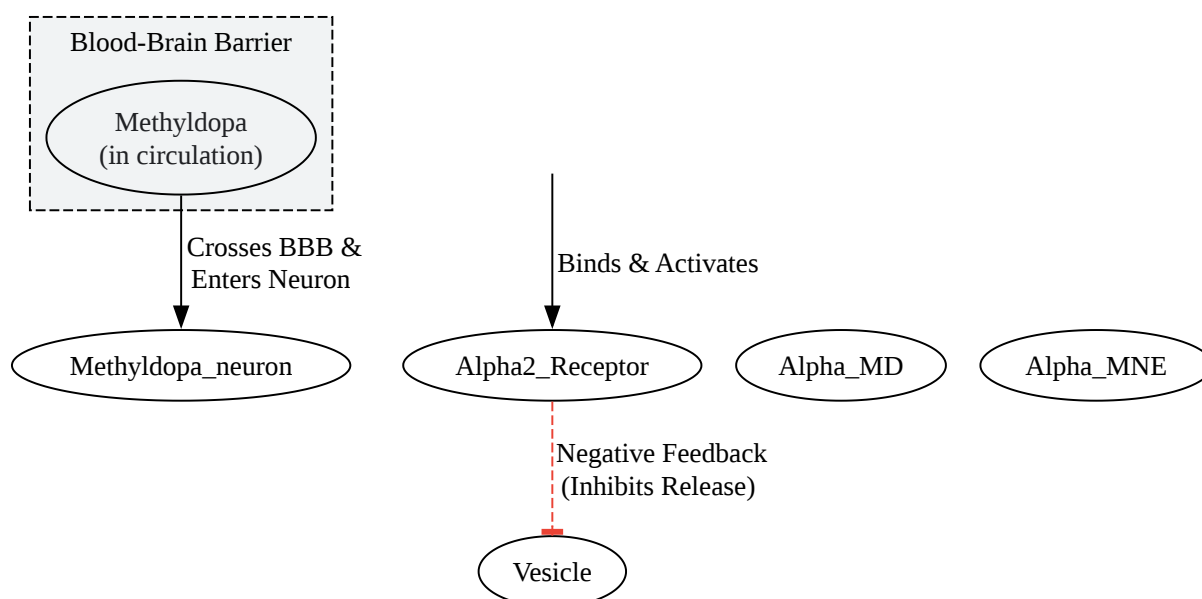 Blood-Brain Barrier
Methyldopa
(in circulation)
Crosses BBB &
Enters Neuron
Binds & Activates
Methyldopa_neuron
Alpha2_Receptor
Alpha_MD
Alpha_MNE
Negative Feedback
(Inhibits Release)
Vesicle